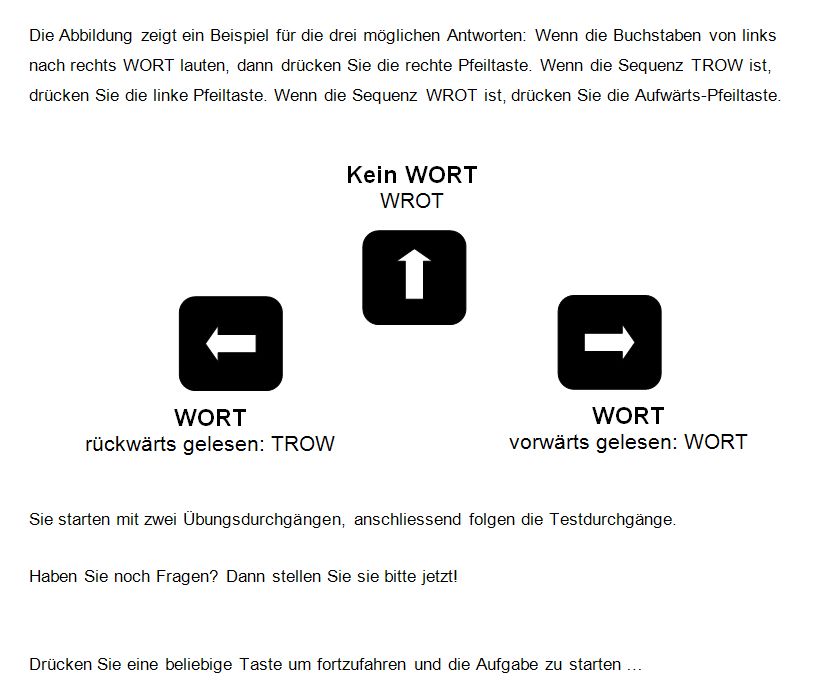 Die Abbildung zeigt ein Beispiel für die drei möglichen Antworten: Wenn die Buchstaben von links
nach rechts WORT lauten, dann drücken Sie die rechte Pfeiltaste. Wenn die Sequenz TROW ist,
drücken Sie die linke Pfeiltaste. Wenn die Sequenz WROT ist, drücken Sie die Aufwärts-Pfeiltaste.
Kein WORT
WROT
WORT
rückwärts gelesen: TROW
WORT
vorwärts gelesen: WORT
Sie starten mit zwei Übungsdurchgängen, anschliessend folgen die Testdurchgänge.
Haben Sie noch Fragen? Dann stellen Sie sie bitte jetzt!
Drücken Sie eine beliebige Taste um fortzufahren und die Aufgabe zu starten ...